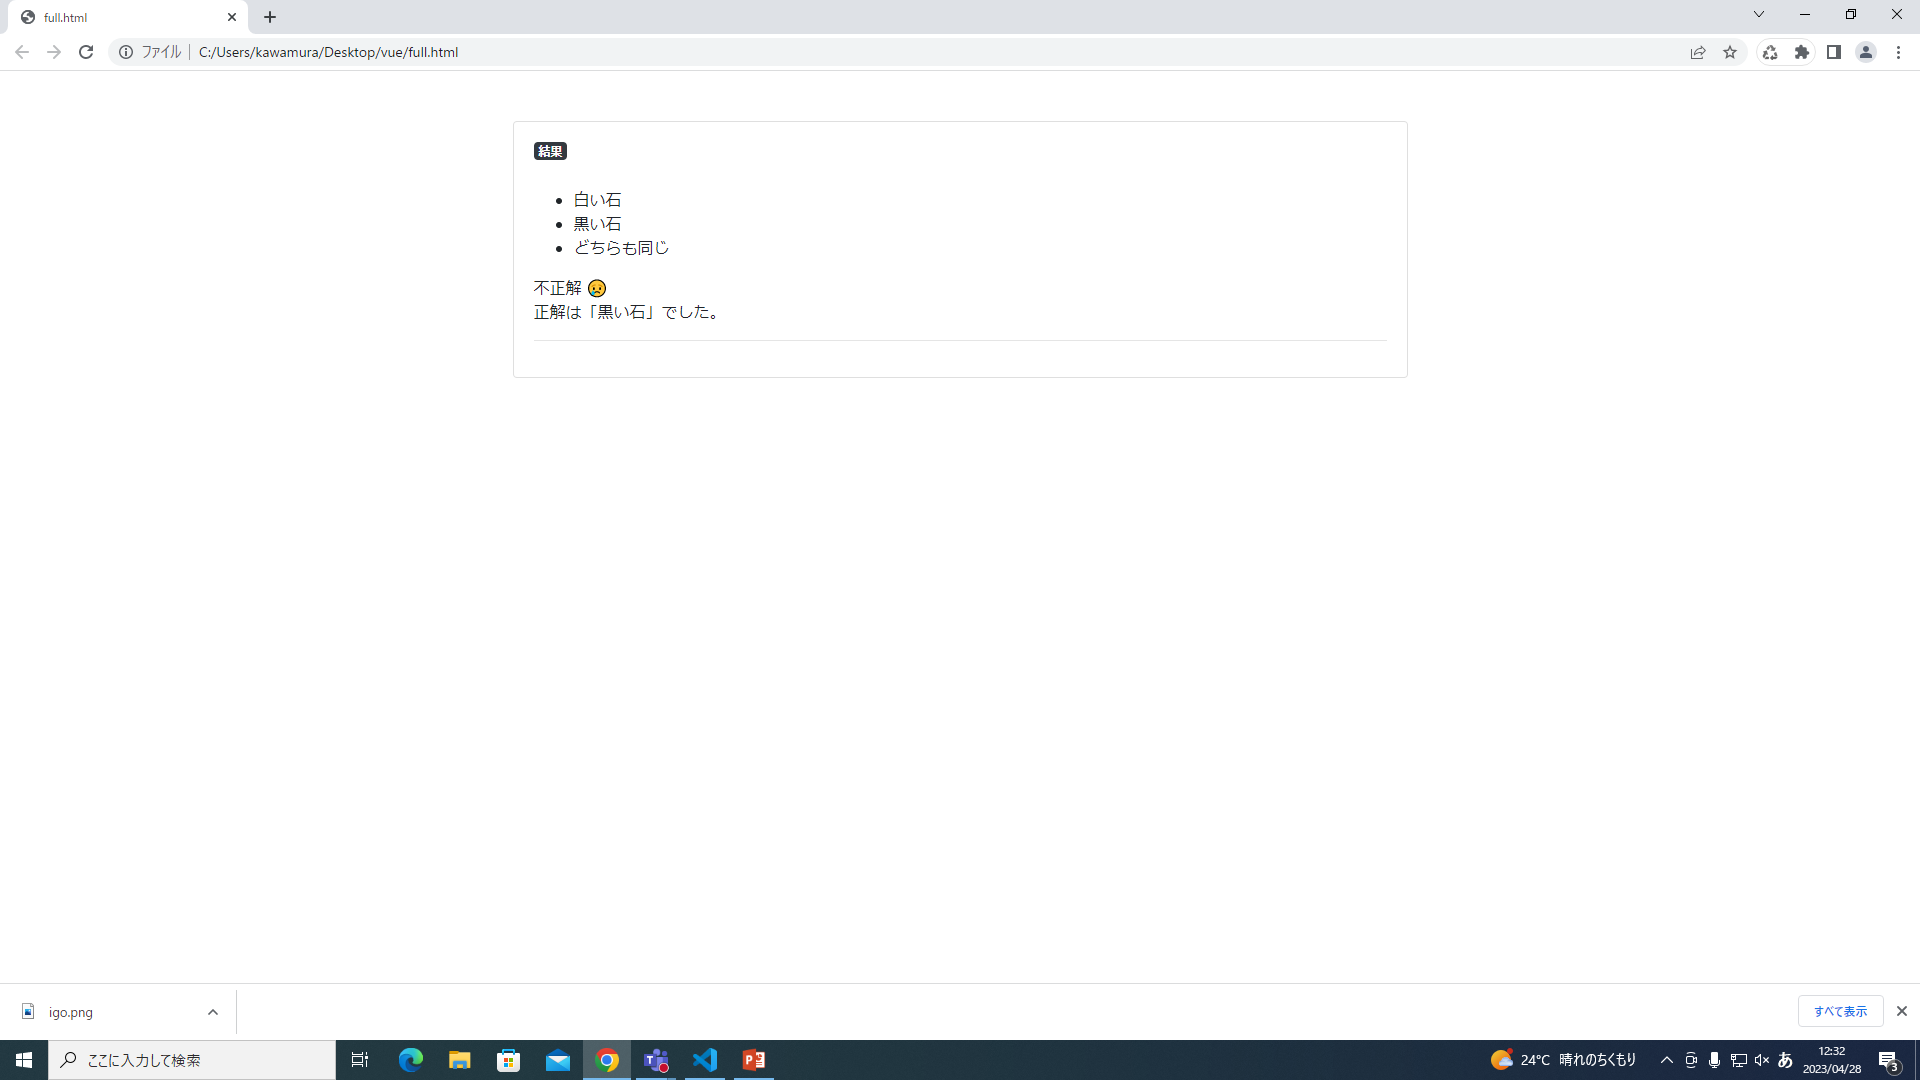 full.html
ファイル
C:/Users/kawamura/Desktop/vue/full.html
結果
白い石
黒い石
どちらも同じ
不正解 😥
正解は「黒い石」でした。
igo.png
すべて表示
ここに入力して検索
24°C 晴れのちくもり
あ
12:32
2023/04/28
3